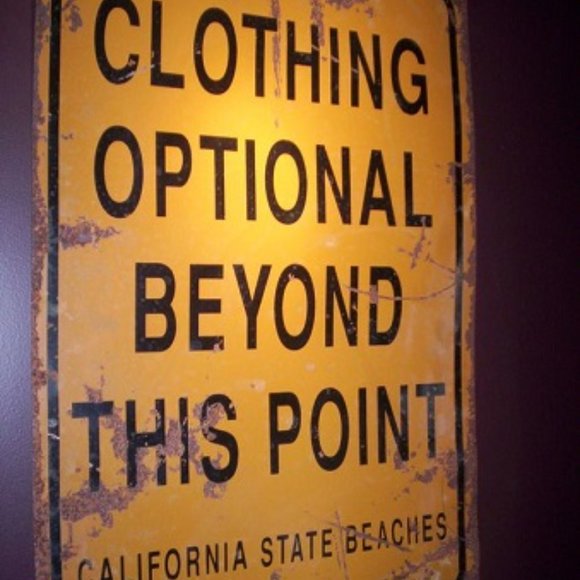 CLOTHING
OPTIONAL
BEYOND
THIS POINT
CALIFORNIA STATE BEACHES